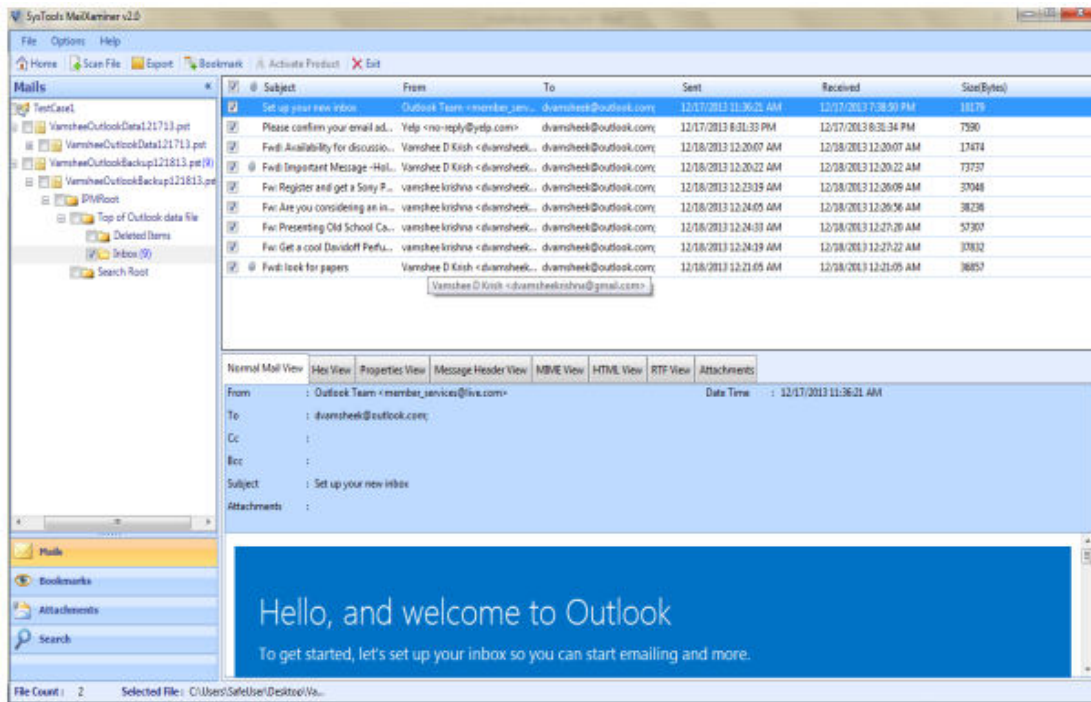 SysTools MailXaminer v2.0
File Options Help
Home Scan File Export Bookmark Activate Product Exit
Mails «
TestCase1
VamsheeOutlookData121713.pst
VamsheeOutlookData121713.pst
VamsheeOutlookBackup121813.pst(9)
VamsheeOutlookBackup121813.pst
IPMRoot
Top of Outlook data file
Deleted Items
Inbox (9)
Search Root
Subject From To Sent Received Size(Bytes)
Set up your new inbox Outlook Team <member_serv... dvamsheek@outlook.com; 12/17/2013 11:36:21 AM 12/17/2013 7:38:50 PM 10179
Please confirm your email ad... Yelp <no-reply@yelp.com> dvamsheek@outlook.com; 12/17/2013 8:31:33 PM 12/17/2013 8:31:34 PM 7590
Fwd: Availability for discussio... Vamshee D Krish <dvamsheek... dvamsheek@outlook.com; 12/18/2013 12:20:07 AM 12/18/2013 12:20:07 AM 17474
Fwd: Important Message -Hol... Vamshee D Krish <dvamsheek... dvamsheek@outlook.com; 12/18/2013 12:20:22 AM 12/18/2013 12:20:22 AM 73737
Fw: Register and get a Sony P... vamshee krishna <dvamsheek... dvamsheek@outlook.com; 12/18/2013 12:23:19 AM 12/18/2013 12:26:09 AM 37046
Fw: Are you considering an in... vamshee krishna <dvamsheek... dvamsheek@outlook.com; 12/18/2013 12:24:05 AM 12/18/2013 12:26:56 AM 38236
Fw: Presenting Old School Ca... vamshee krishna <dvamsheek... dvamsheek@outlook.com; 12/18/2013 12:24:33 AM 12/18/2013 12:27:26 AM 57307
Fw: Get a cool Davidoff Perfu... vamshee krishna <dvamsheek... dvamsheek@outlook.com; 12/18/2013 12:24:19 AM 12/18/2013 12:27:22 AM 37832
Fwd: look for papers Vamshee D Krish <dvamsheek... dvamsheek@outlook.com; 12/18/2013 12:21:05 AM 12/18/2013 12:21:05 AM 36857
Vamshee D Krish <dvamsheekrishna@gmail.com>
Normal Mail View Hex View Properties View Message Header View MIME View HTML View RTF View Attachments
From : Outlook Team <member_services@live.com> Date Time : 12/17/2013 11:36:21 AM
To : dvamsheek@outlook.com;
Cc :
Bcc :
Subject : Set up your new inbox
Attachments :
Mails
Bookmarks
Attachments
Search
Hello, and welcome to Outlook
To get started, let's set up your inbox so you can start emailing and more.
File Count : 2 Selected File : C:\Users\SafeUser\Desktop\Va...